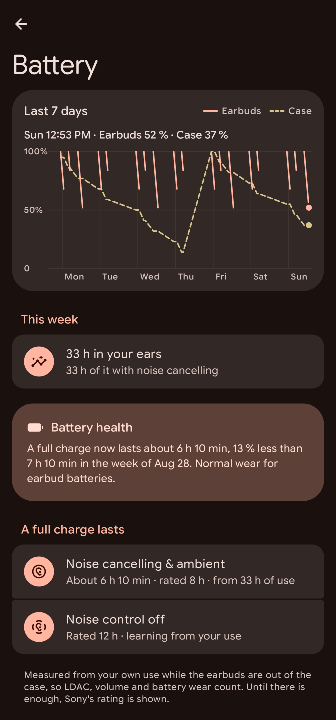 Battery
Last 7 days
Earbuds
Case
Sun 12:53 PM · Earbuds 52 % · Case 37 %
100%
50%
0
Mon
Tue
Wed
Thu
Fri
Sat
Sun
This week
33 h in your ears
33 h of it with noise cancelling
Battery health
A full charge now lasts about 6 h 10 min, 13 % less than
7 h 10 min in the week of Aug 28. Normal wear for
earbud batteries.
A full charge lasts
Noise cancelling & ambient
About 6 h 10 min · rated 8 h · from 33 h of use
Noise control off
Rated 12 h · learning from your use
Measured from your own use while the earbuds are out of the
case, so LDAC, volume and battery wear count. Until there is
enough, Sony's rating is shown.